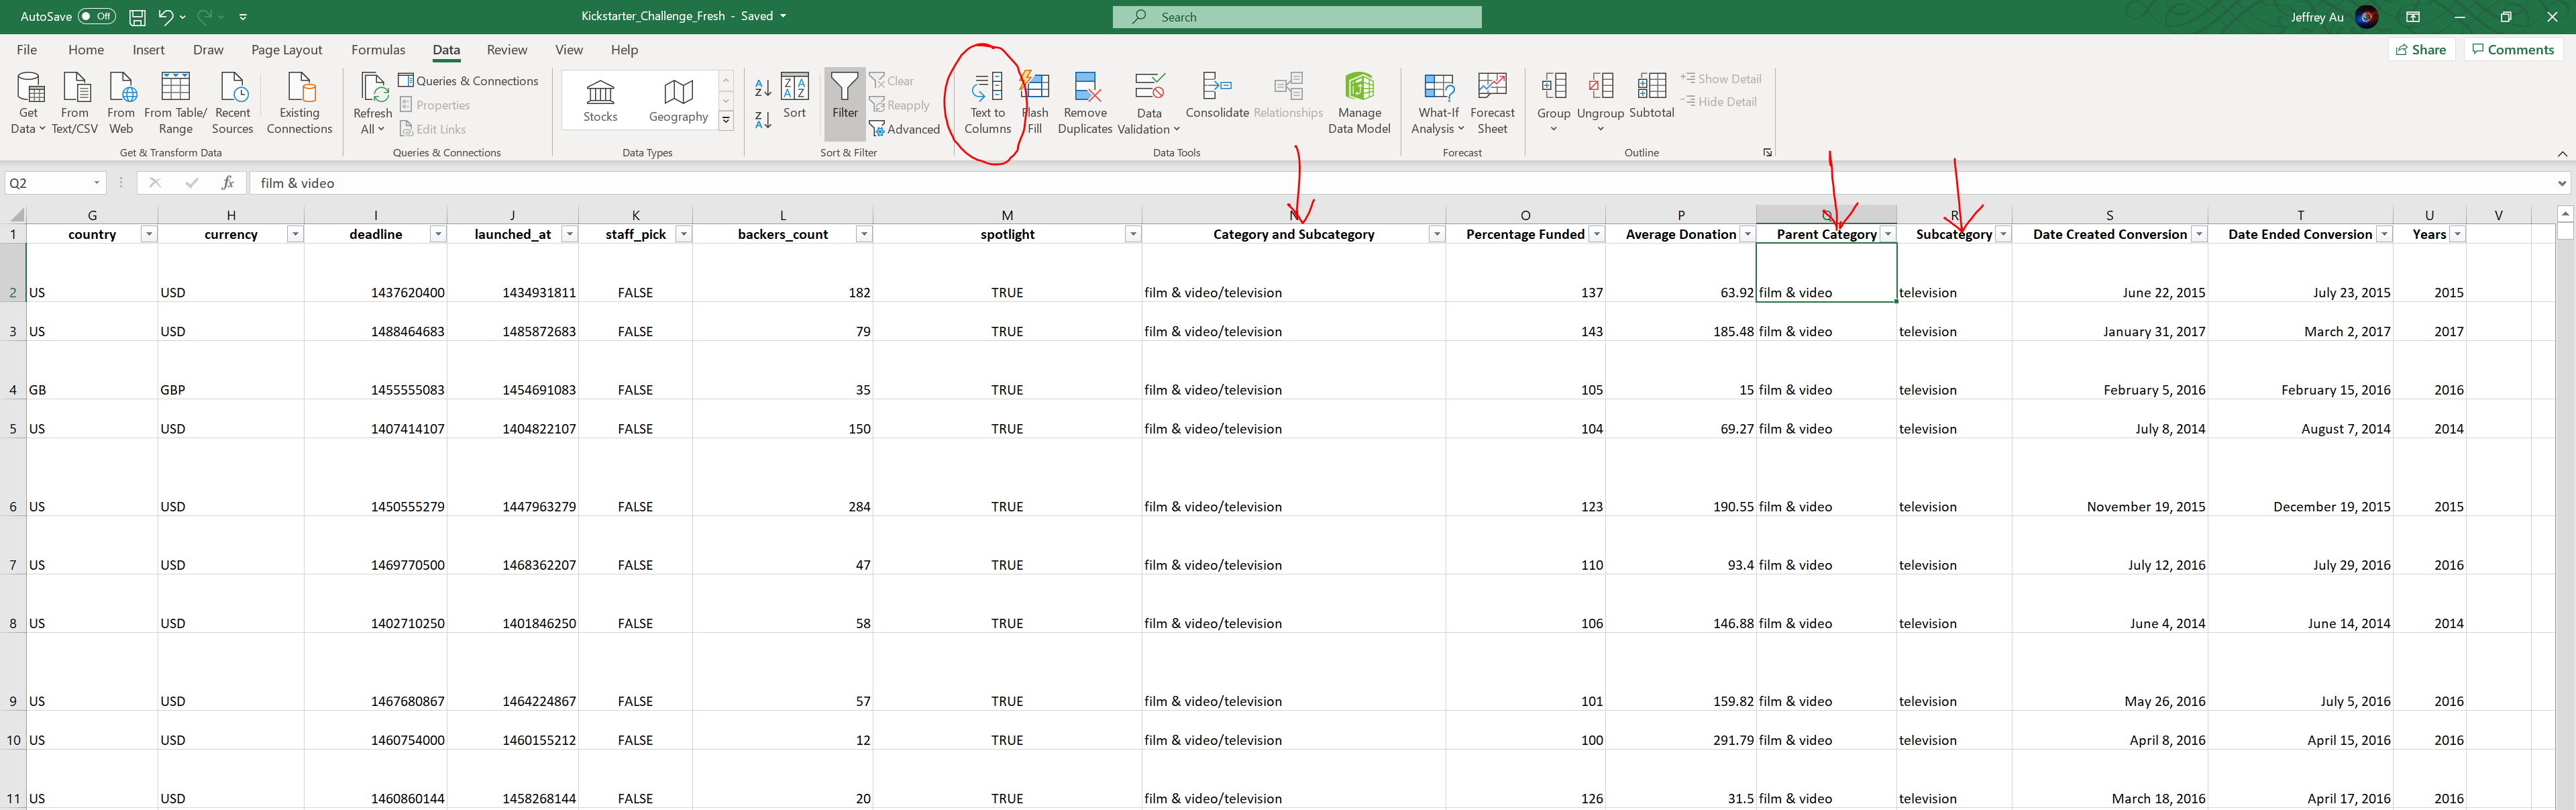 AutoSave Off Kickstarter_Challenge_Fresh - Saved Search Jeffrey Au
File Home Insert Draw Page Layout Formulas Data Review View Help Share Comments
Get Data From Text/CSV From Web From Table/ Range Recent Sources Existing Connections
Get & Transform Data
Refresh All Queries & Connections Properties Edit Links
Queries & Connections
Stocks Geography
Data Types
Sort Filter Clear Reapply Advanced
Sort & Filter
Text to Columns Flash Fill Remove Duplicates Data Validation Consolidate Relationships Manage Data Model
Data Tools
What-If Analysis Forecast Sheet
Forecast
Group Ungroup Subtotal Show Detail Hide Detail
Outline
Q2 fx film & video
G H I J K L M N O P Q R S T U V
1 country currency deadline launched_at staff_pick backers_count spotlight Category and Subcategory Percentage Funded Average Donation Parent Category Subcategory Date Created Conversion Date Ended Conversion Years
2 US USD 1437620400 1434931811 FALSE 182 TRUE film & video/television 137 63.92 film & video television June 22, 2015 July 23, 2015 2015
3 US USD 1488464683 1485872683 FALSE 79 TRUE film & video/television 143 185.48 film & video television January 31, 2017 March 2, 2017 2017
4 GB GBP 1455555083 1454691083 FALSE 35 TRUE film & video/television 105 15 film & video television February 5, 2016 February 15, 2016 2016
5 US USD 1407414107 1404822107 FALSE 150 TRUE film & video/television 104 69.27 film & video television July 8, 2014 August 7, 2014 2014
6 US USD 1450555279 1447963279 FALSE 284 TRUE film & video/television 123 190.55 film & video television November 19, 2015 December 19, 2015 2015
7 US USD 1469770500 1468362207 FALSE 47 TRUE film & video/television 110 93.4 film & video television July 12, 2016 July 29, 2016 2016
8 US USD 1402710250 1401846250 FALSE 58 TRUE film & video/television 106 146.88 film & video television June 4, 2014 June 14, 2014 2014
9 US USD 1467680867 1464224867 FALSE 57 TRUE film & video/television 101 159.82 film & video television May 26, 2016 July 5, 2016 2016
10 US USD 1460754000 1460155212 FALSE 12 TRUE film & video/television 100 291.79 film & video television April 8, 2016 April 15, 2016 2016
11 US USD 1460860144 1458268144 FALSE 20 TRUE film & video/television 126 31.5 film & video television March 18, 2016 April 17, 2016 2016